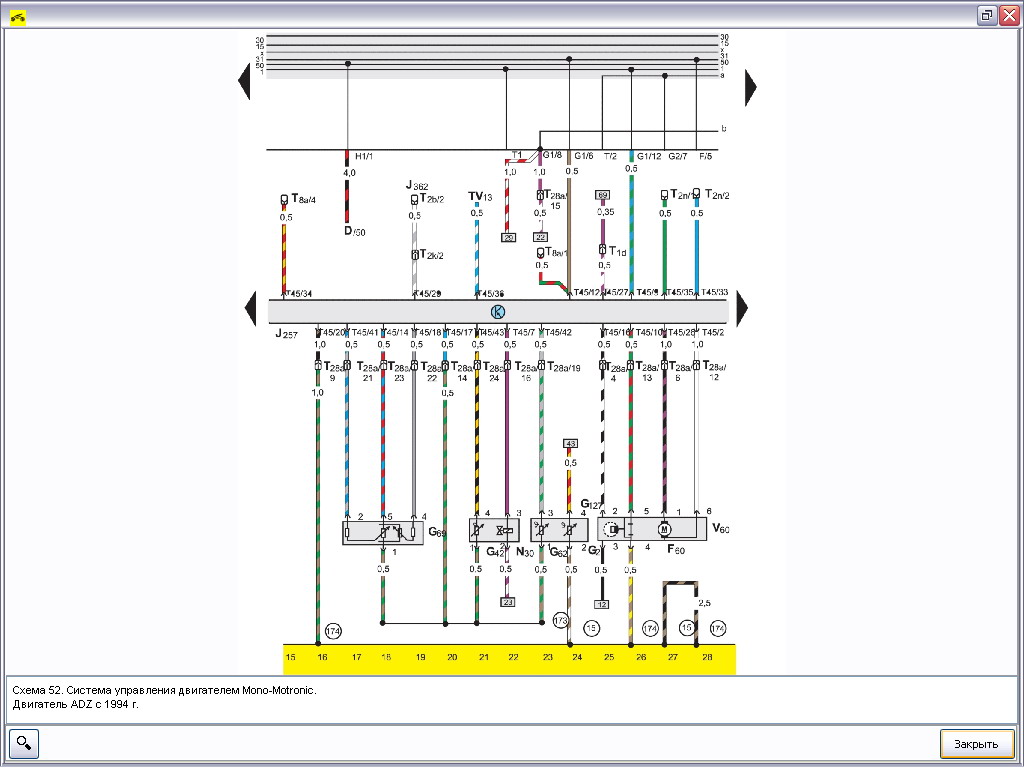 30 30
15 15
x x
31 31
50 50
1 1
a
b
H1/1 T1 G1/8 G1/6 T/2 G1/12 G2/7 F/5
4,0 1,0 1,0 0,5 0,5
J362
T8a/4 T2b/2 TV13 T28a/ 69 T2n/1 T2n/2
15
0,5 0,5 0,5 0,5 0,35 0,5 0,5
D/50 29 22
T2k/2 T8a/1 T1d
0,5 0,5
T45/34 T45/29 T45/36 T45/12 T45/27 T45/9 T45/35 T45/33
K
J257
T45/20 T45/41 T45/14 T45/18 T45/17 T45/43 T45/7 T45/42 T45/16 T45/10 T45/28 T45/2
1,0 0,5 0,5 0,5 0,5 0,5 0,5 0,5 0,5 0,5 1,0 1,0
T28a/ T28a/ T28a/ T28a/ T28a/ T28a/ T28a/ T28a/19 T28a/ T28a/ T28a/ T28a/
9 21 23 22 14 24 16 4 13 6 12
1,0 0,5
43
0,5
G127
2 5 4 4 3 3 4 2 5 1 6
G69 V60
M
1 1 2 1 2 3 4
G42 N30 G62 G2 F60
0,5 0,5 0,5 0,5 0,5 0,5 0,5
23 12 2,5
174 173 15 174 15 174
15 16 17 18 19 20 21 22 23 24 25 26 27 28
Схема 52. Система управления двигателем Mono-Motronic.
Двигатель ADZ с 1994 г.
Закрыть